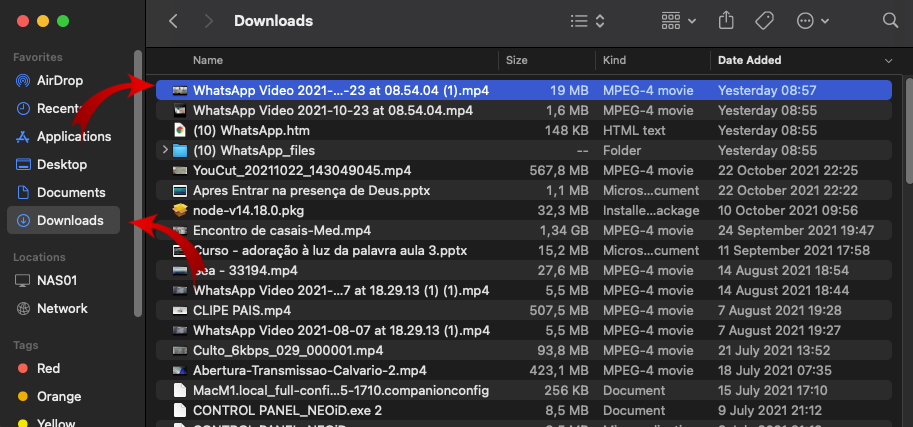 Downloads
Favorites
AirDrop
Recents
Applications
Desktop
Documents
Downloads
Locations
NAS01
Network
Tags
Red
Orange
Yellow
Name Size Kind Date Added
WhatsApp Video 2021-...-23 at 08.54.04 (1).mp4 19 MB MPEG-4 movie Yesterday 08:57
WhatsApp Video 2021-10-23 at 08.54.04.mp4 1,6 MB MPEG-4 movie Yesterday 08:55
(10) WhatsApp.htm 148 KB HTML text Yesterday 08:55
(10) WhatsApp_files -- Folder Yesterday 08:55
YouCut_20211022_143049045.mp4 567,8 MB MPEG-4 movie 22 October 2021 22:25
Apres Entrar na presença de Deus.pptx 1,1 MB Micros...cument 22 October 2021 22:22
node-v14.18.0.pkg 32,3 MB Installe...ackage 10 October 2021 09:56
Encontro de casais-Med.mp4 1,34 GB MPEG-4 movie 24 September 2021 19:47
Curso - adoração à luz da palavra aula 3.pptx 15,2 MB Micros...cument 11 September 2021 17:58
Sea - 33194.mp4 27,6 MB MPEG-4 movie 14 August 2021 18:54
WhatsApp Video 2021-...7 at 18.29.13 (1) (1).mp4 5,5 MB MPEG-4 movie 14 August 2021 18:44
CLIPE PAIS.mp4 507,5 MB MPEG-4 movie 7 August 2021 19:28
WhatsApp Video 2021-08-07 at 18.29.13 (1).mp4 5,5 MB MPEG-4 movie 7 August 2021 19:27
Culto_6kbps_029_000001.mp4 93,8 MB MPEG-4 movie 21 July 2021 13:52
Abertura-Transmissao-Calvario-2.mp4 423,1 MB MPEG-4 movie 18 July 2021 07:35
MacM1.local_full-confi...5-1710.companionconfig 256 KB Document 15 July 2021 17:10
CONTROL PANEL_NEOiD.exe 2 8,5 MB Document 9 July 2021 21:12